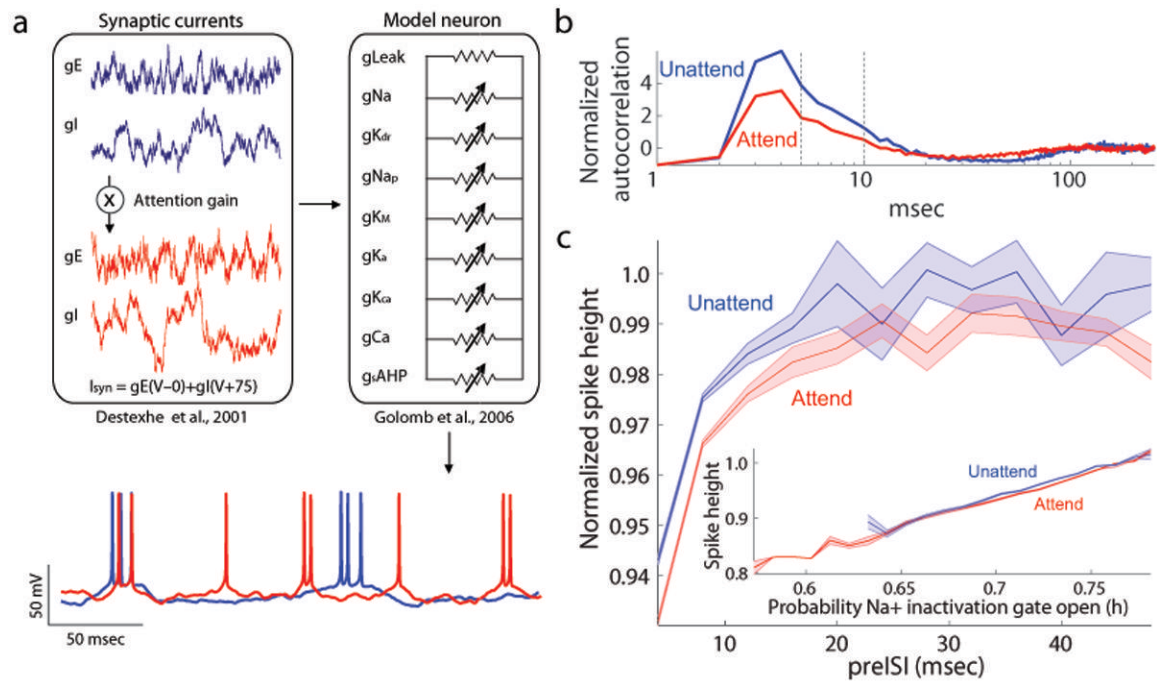 a
Synaptic currents
gE
gI
X Attention gain
gE
gI
Isyn = gE(V−0)+gI(V+75)
Destexhe et al., 2001
Model neuron
gLeak
gNa
gKdr
gNaP
gKM
gKa
gKca
gCa
gsAHP
Golomb et al., 2006
50 mV
50 msec
b
Normalized
autocorrelation
4
2
0
Unattend
Attend
1 10 100
msec
c
Normalized spike height
1.0
0.99
0.98
0.97
0.96
0.95
0.94
Unattend
Attend
Spike height
1.0
0.9
0.8
Unattend
Attend
0.6 0.65 0.7 0.75
Probability Na+ inactivation gate open (h)
10 20 30 40
preISI (msec)